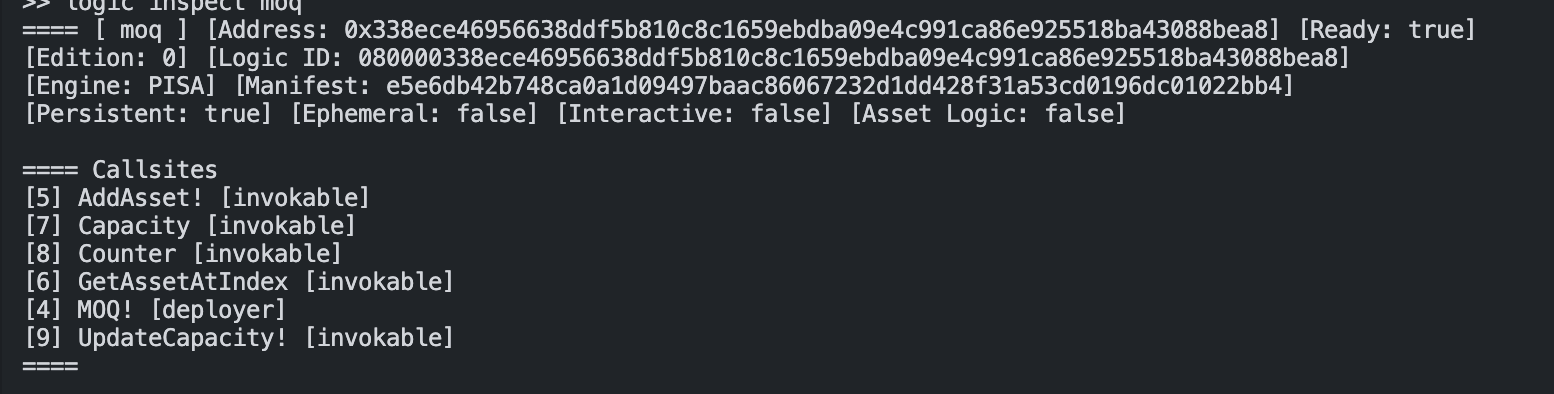 >> logic inspect moq
==== [ moq ] [Address: 0x338ece46956638ddf5b810c8c1659ebdba09e4c991ca86e925518ba43088bea8] [Ready: true]
[Edition: 0] [Logic ID: 080000338ece46956638ddf5b810c8c1659ebdba09e4c991ca86e925518ba43088bea8]
[Engine: PISA] [Manifest: e5e6db42b748ca0a1d09497baac86067232d1dd428f31a53cd0196dc01022bb4]
[Persistent: true] [Ephemeral: false] [Interactive: false] [Asset Logic: false]
==== Callsites
[5] AddAsset! [invokable]
[7] Capacity [invokable]
[8] Counter [invokable]
[6] GetAssetAtIndex [invokable]
[4] MOQ! [deployer]
[9] UpdateCapacity! [invokable]
====